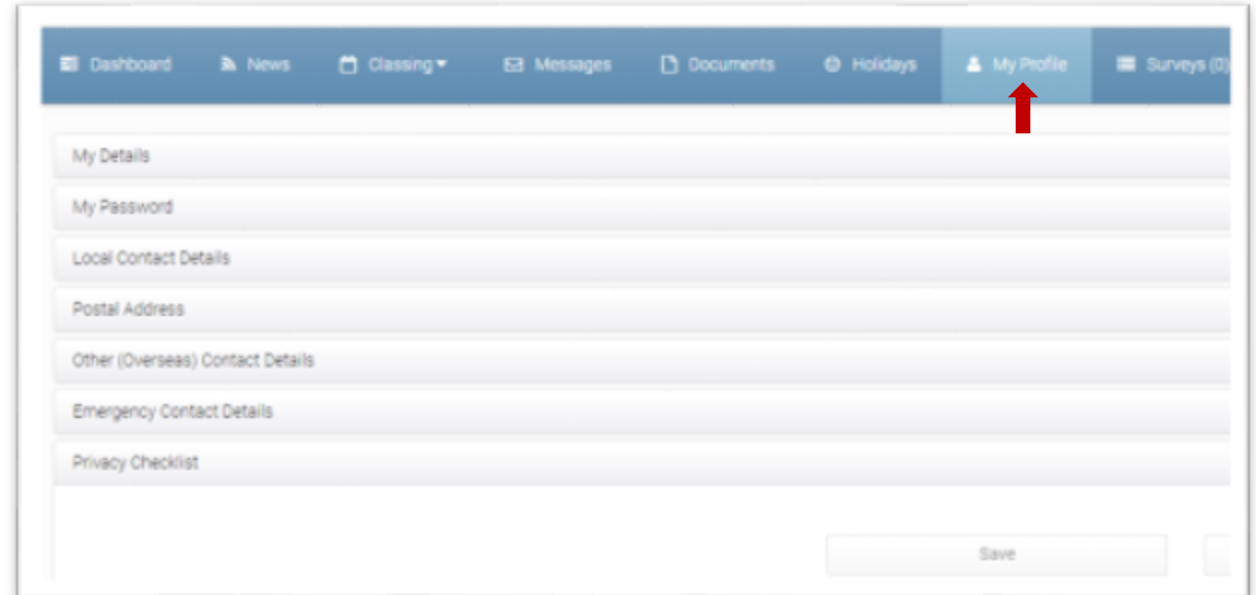 Dashboard News Classing Messages Documents Holidays My Profile Surveys (0)
My Details
My Password
Local Contact Details
Postal Address
Other (Overseas) Contact Details
Emergency Contact Details
Privacy Checklist
Save